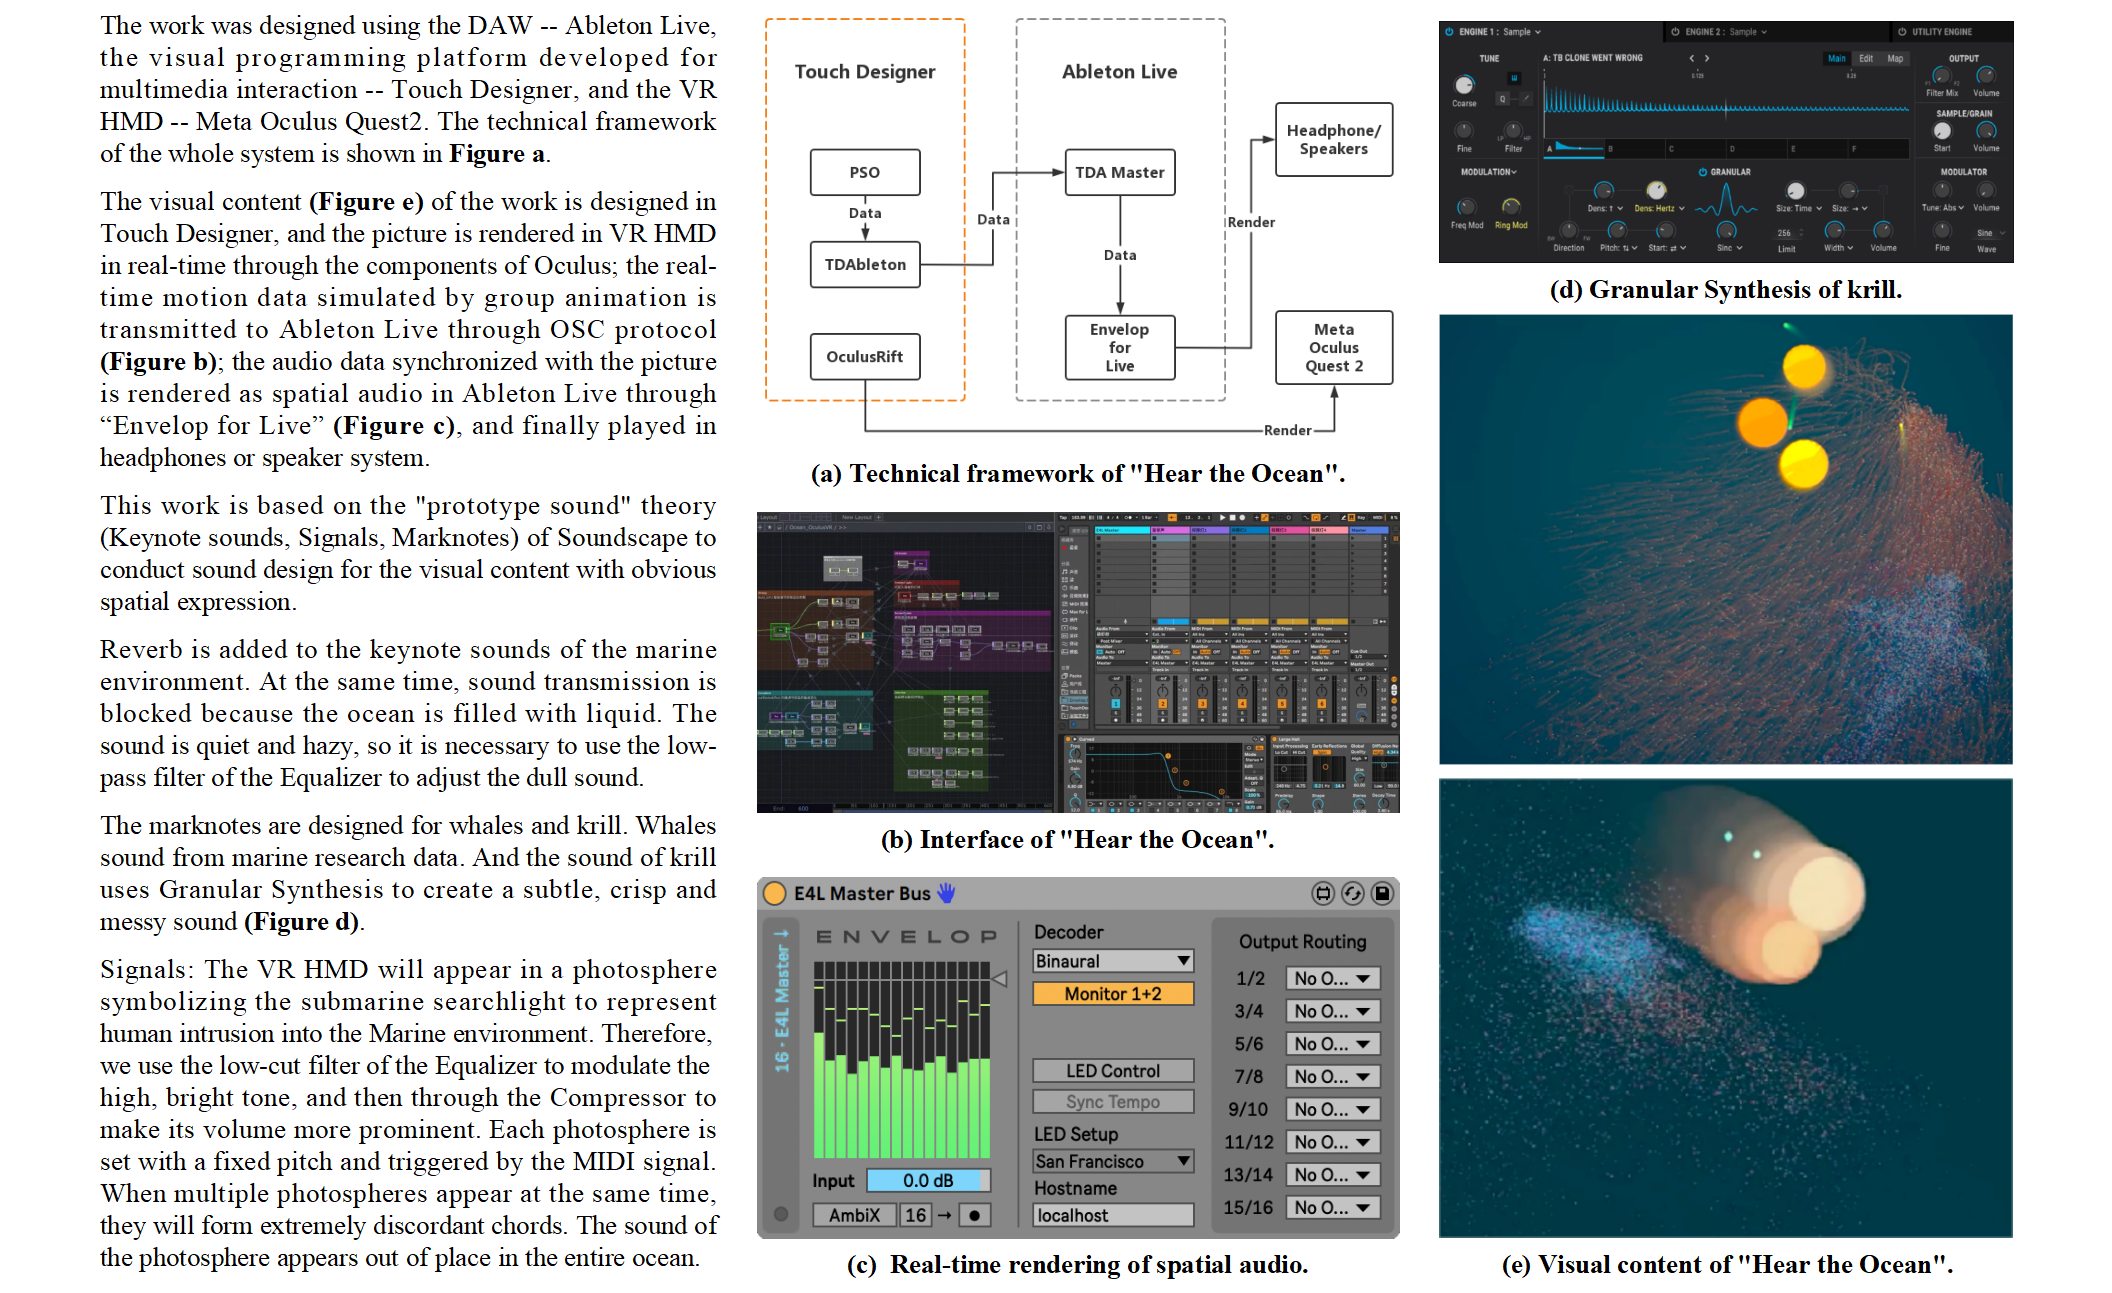 The work was designed using the DAW -- Ableton Live,
the visual programming platform developed for
multimedia interaction -- Touch Designer, and the VR
HMD -- Meta Oculus Quest2. The technical framework
of the whole system is shown in Figure a.
The visual content (Figure e) of the work is designed in
Touch Designer, and the picture is rendered in VR HMD
in real-time through the components of Oculus; the real-
time motion data simulated by group animation is
transmitted to Ableton Live through OSC protocol
(Figure b); the audio data synchronized with the picture
is rendered as spatial audio in Ableton Live through
“Envelop for Live” (Figure c), and finally played in
headphones or speaker system.
This work is based on the "prototype sound" theory
(Keynote sounds, Signals, Marknotes) of Soundscape to
conduct sound design for the visual content with obvious
spatial expression.
Reverb is added to the keynote sounds of the marine
environment. At the same time, sound transmission is
blocked because the ocean is filled with liquid. The
sound is quiet and hazy, so it is necessary to use the low-
pass filter of the Equalizer to adjust the dull sound.
The marknotes are designed for whales and krill. Whales
sound from marine research data. And the sound of krill
uses Granular Synthesis to create a subtle, crisp and
messy sound (Figure d).
Signals: The VR HMD will appear in a photosphere
symbolizing the submarine searchlight to represent
human intrusion into the Marine environment. Therefore,
we use the low-cut filter of the Equalizer to modulate the
high, bright tone, and then through the Compressor to
make its volume more prominent. Each photosphere is
set with a fixed pitch and triggered by the MIDI signal.
When multiple photospheres appear at the same time,
they will form extremely discordant chords. The sound of
the photosphere appears out of place in the entire ocean.
Touch Designer
Ableton Live
PSO
Data
TDAbleton
OculusRift
Data
TDA Master
Data
Envelop
for
Live
Render
Headphone/
Speakers
Meta
Oculus
Quest 2
Render
(a) Technical framework of "Hear the Ocean".
(b) Interface of "Hear the Ocean".
E4L Master Bus
16 · E4L Master
ENVELOP
Input 0.0 dB
AmbiX 16
Decoder
Binaural
Monitor 1+2
LED Control
Sync Tempo
LED Setup
San Francisco
Hostname
localhost
Output Routing
1/2 No O...
3/4 No O...
5/6 No O...
7/8 No O...
9/10 No O...
11/12 No O...
13/14 No O...
15/16 No O...
(c) Real-time rendering of spatial audio.
ENGINE 1: Sample
ENGINE 2: Sample
UTILITY ENGINE
TUNE
A: TB CLONE WENT WRONG
Main Edit Map
OUTPUT
Coarse
Q
Filter Mix Volume
SAMPLE/GRAIN
Fine Filter
A B C D E F
Start Volume
MODULATION
GRANULAR
MODULATOR
Dens: Dens: Hertz Size: Time Size:
Tune: Abs Volume
Freq Mod Ring Mod
Direction Pitch: Start: Sinc 256 Limit Width Volume
Fine Sine Wave
(d) Granular Synthesis of krill.
(e) Visual content of "Hear the Ocean".